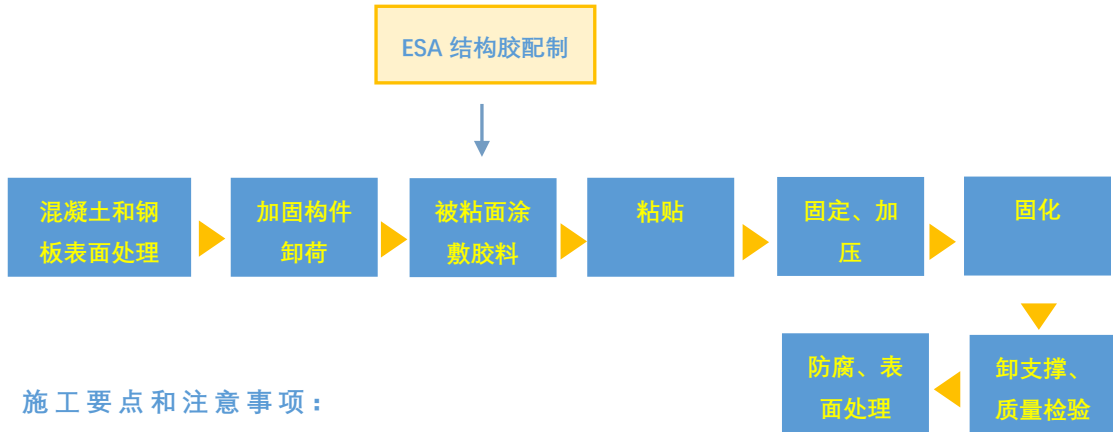 ESA 结构胶配制
混凝土和钢
板表面处理
加固构件
卸荷
被粘面涂
敷胶料
粘贴
固定、加
压
固化
卸支撑、
质量检验
防腐、表
面处理
施工要点和注意事项：